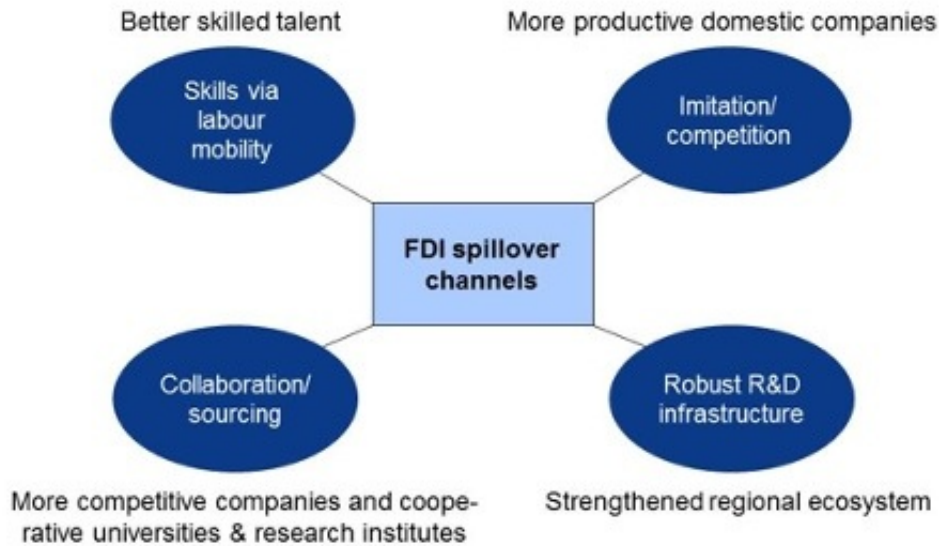 Better skilled talent
More productive domestic companies
Skills via
labour
mobility
Imitation/
competition
FDI spillover
channels
Collaboration/
sourcing
Robust R&D
infrastructure
More competitive companies and coope-
rative universities & research institutes
Strengthened regional ecosystem